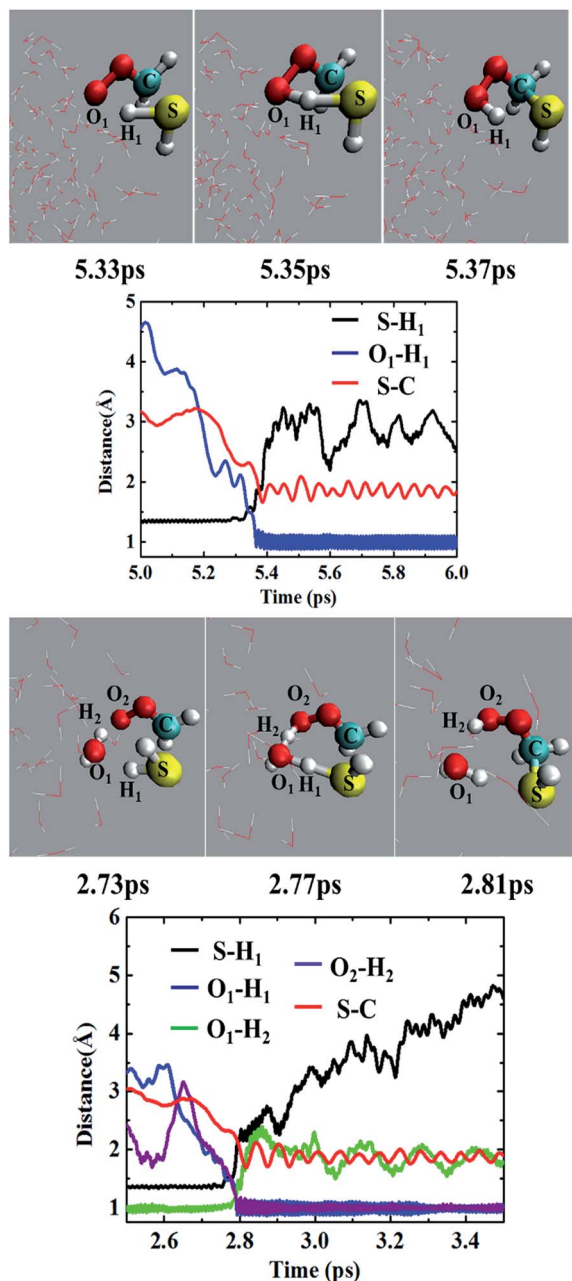 C
O₁
H₁
S
C
O₁
H₁
S
C
O₁
H₁
S
5.33ps 5.35ps 5.37ps
S-H₁
O₁-H₁
S-C
Distance(Å)
5
4
3
2
1
5.0 5.2 5.4 5.6 5.8 6.0
Time (ps)
O₂
H₂
C
O₁
S
H₁
O₂
H₂
C
O₁
H₁
S
O₂
H₂
C
O₁
S
2.73ps 2.77ps 2.81ps
S-H₁
O₁-H₁
O₁-H₂
O₂-H₂
S-C
Distance(Å)
6
5
4
3
2
1
2.6 2.8 3.0 3.2 3.4
Time (ps)